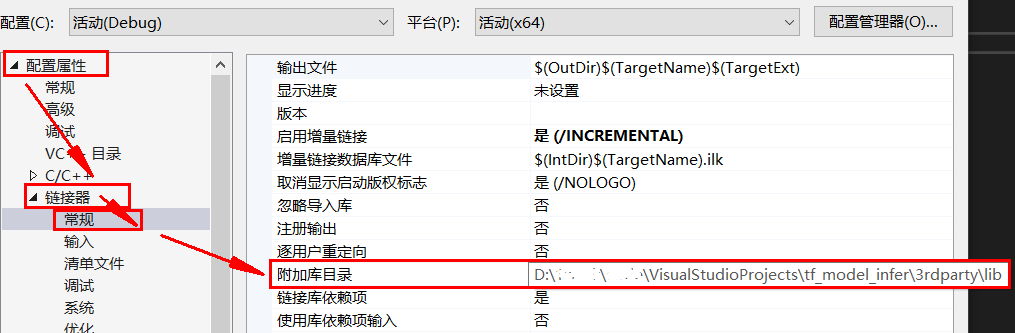 配置(C): 活动(Debug) 平台(P): 活动(x64) 配置管理器(O)...
配置属性
常规
高级
调试
VC++ 目录
C/C++
链接器
常规
输入
清单文件
调试
系统
优化
输出文件 $(OutDir)$(TargetName)$(TargetExt)
显示进度 未设置
版本
启用增量链接 是 (/INCREMENTAL)
增量链接数据库文件 $(IntDir)$(TargetName).ilk
取消显示启动版权标志 是 (/NOLOGO)
忽略导入库 否
注册输出 否
逐用户重定向 否
附加库目录 D:\ \VisualStudioProjects\tf_model_infer\3rdparty\lib
链接库依赖项 是
使用库依赖项输入 否